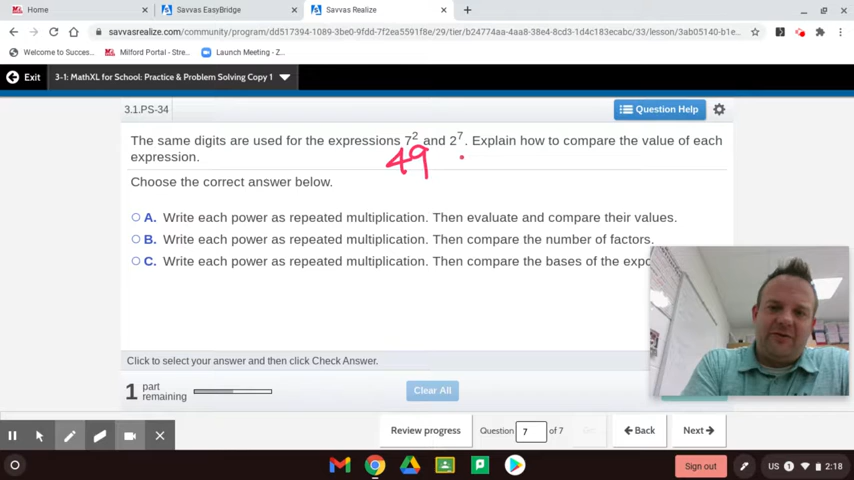 Home
Savvas EasyBridge
Savvas Realize
savvasrealize.com/community/program/dd517394-1089-3be0-9fdd-7f2ea5591f8e/29/tier/b24774aa-4aa8-38e4-8cd3-1d4c183ecabc/33/lesson/3ab05140-b1e...
Welcome to Succes...
Milford Portal - Stre...
Launch Meeting - Z...
Exit
3-1: MathXL for School: Practice & Problem Solving Copy 1
3.1.PS-34
Question Help
The same digits are used for the expressions 7² and 2⁷. Explain how to compare the value of each
expression.
49
Choose the correct answer below.
A. Write each power as repeated multiplication. Then evaluate and compare their values.
B. Write each power as repeated multiplication. Then compare the number of factors.
C. Write each power as repeated multiplication. Then compare the bases of the expo
Click to select your answer and then click Check Answer.
1 part remaining
Clear All
Review progress
Question 7 of 7
Back
Next
Sign out
US 1 2:18